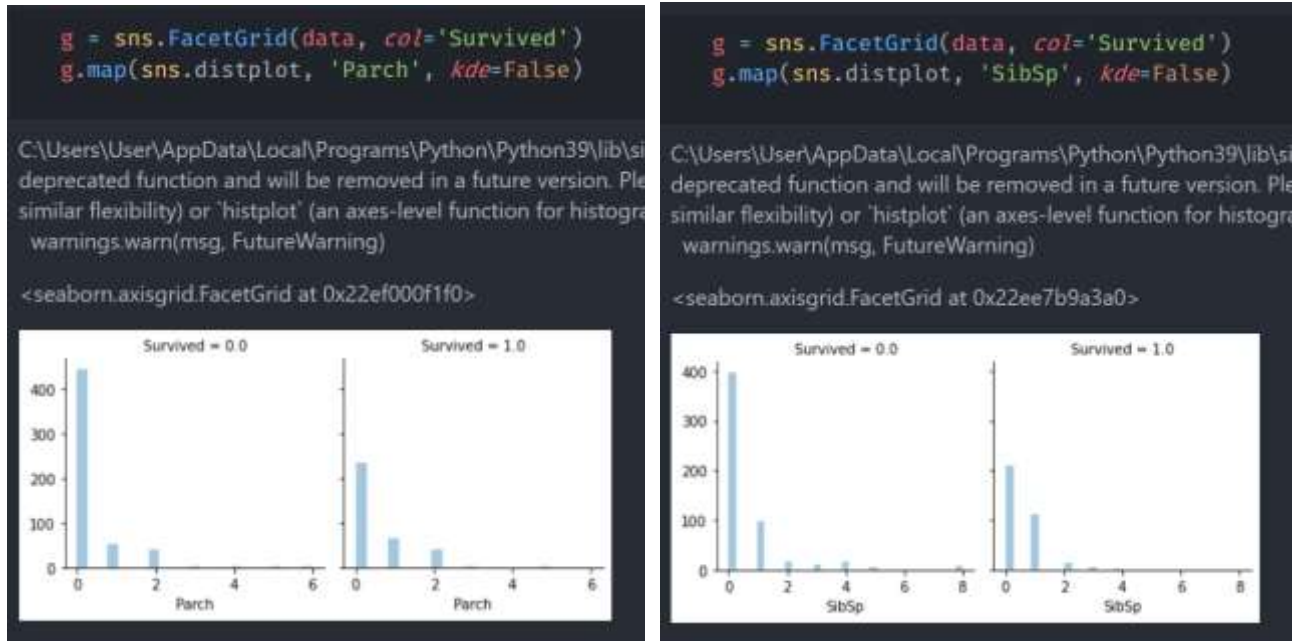 g = sns.FacetGrid(data, col='Survived')
g.map(sns.distplot, 'Parch', kde=False)
C:\Users\User\AppData\Local\Programs\Python\Python39\lib\si
deprecated function and will be removed in a future version. Ple
similar flexibility) or `histplot` (an axes-level function for histogra
warnings.warn(msg, FutureWarning)
<seaborn.axisgrid.FacetGrid at 0x22ef000f1f0>
Survived = 0.0
Survived = 1.0
400
300
200
100
0
0 2 4 6
0 2 4 6
Parch
Parch
g = sns.FacetGrid(data, col='Survived')
g.map(sns.distplot, 'SibSp', kde=False)
C:\Users\User\AppData\Local\Programs\Python\Python39\lib\si
deprecated function and will be removed in a future version. Ple
similar flexibility) or `histplot` (an axes-level function for histogra
warnings.warn(msg, FutureWarning)
<seaborn.axisgrid.FacetGrid at 0x22ee7b9a3a0>
Survived = 0.0
Survived = 1.0
400
300
200
100
0
0 2 4 6 8
0 2 4 6 8
SibSp
SibSp